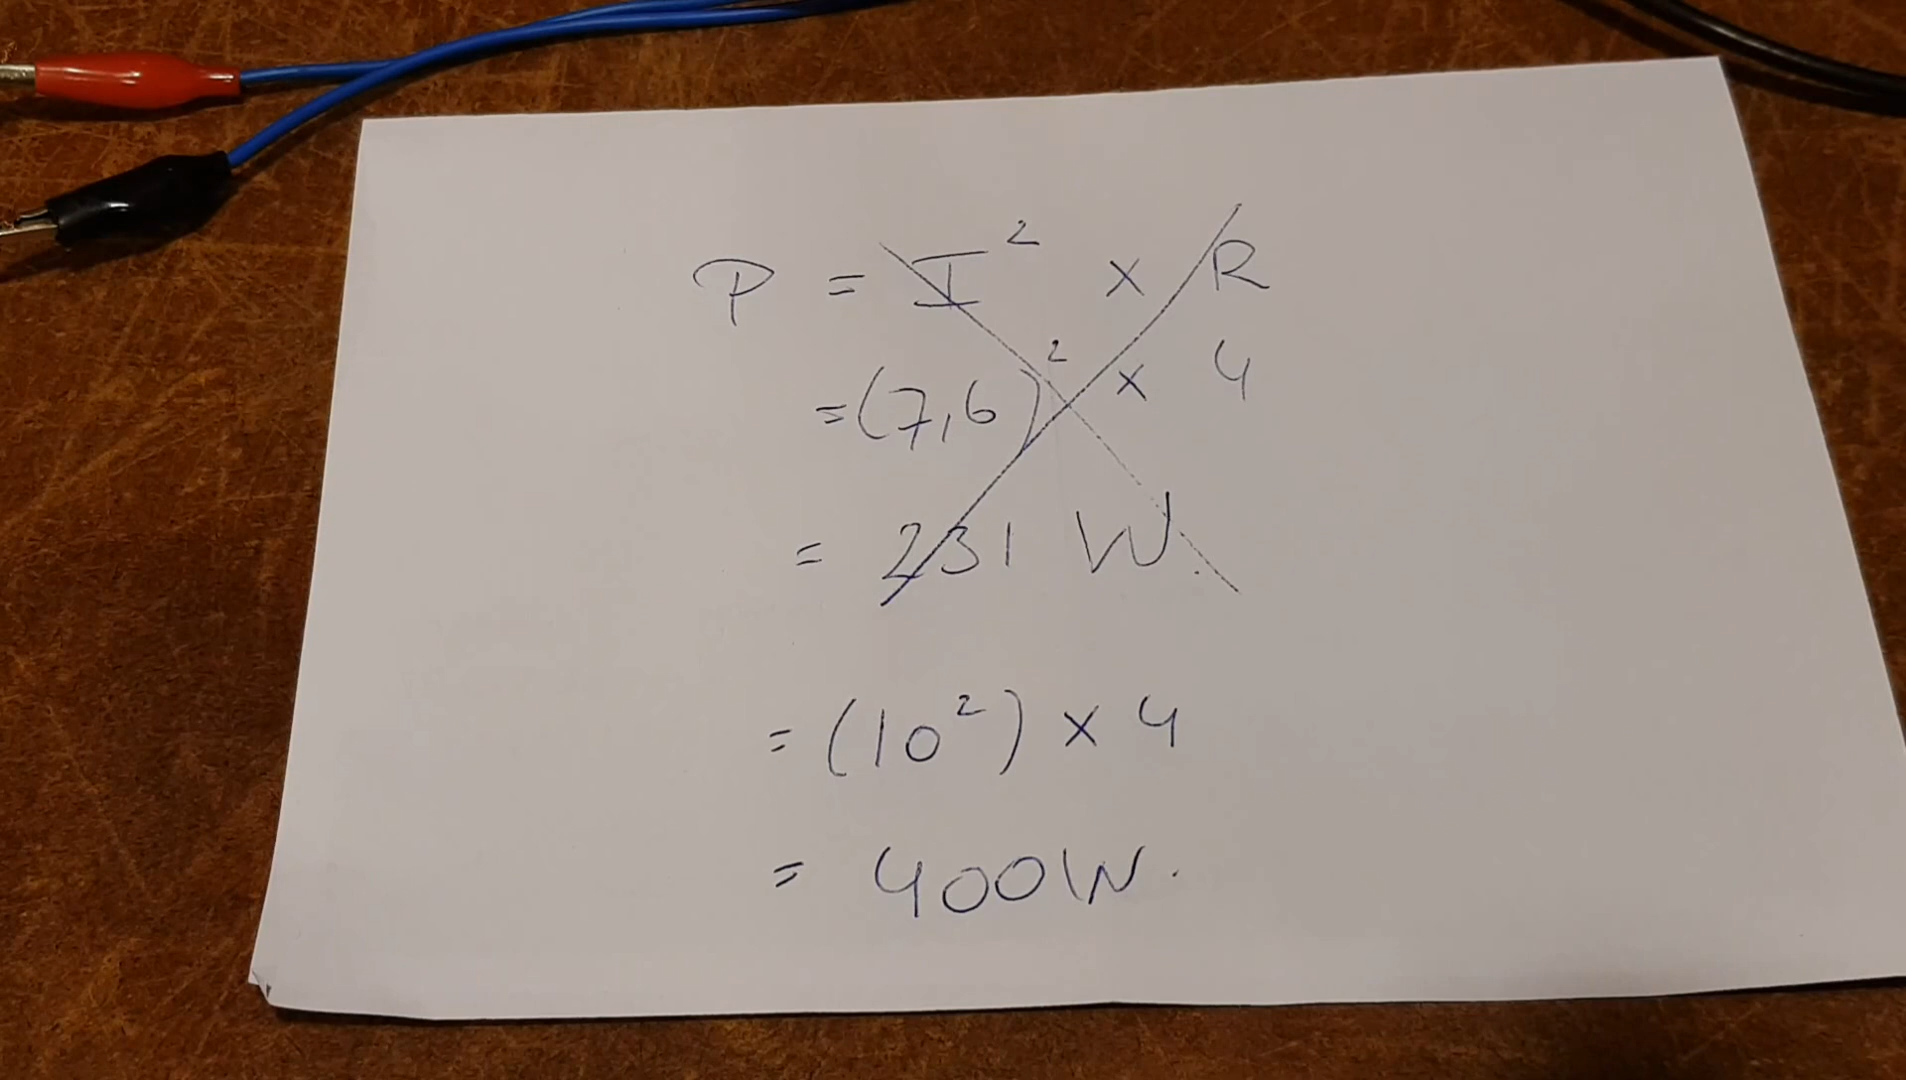 P = I² × R
= (7,6)² × 4
= 231 W.
= (10²) × 4
= 400W.